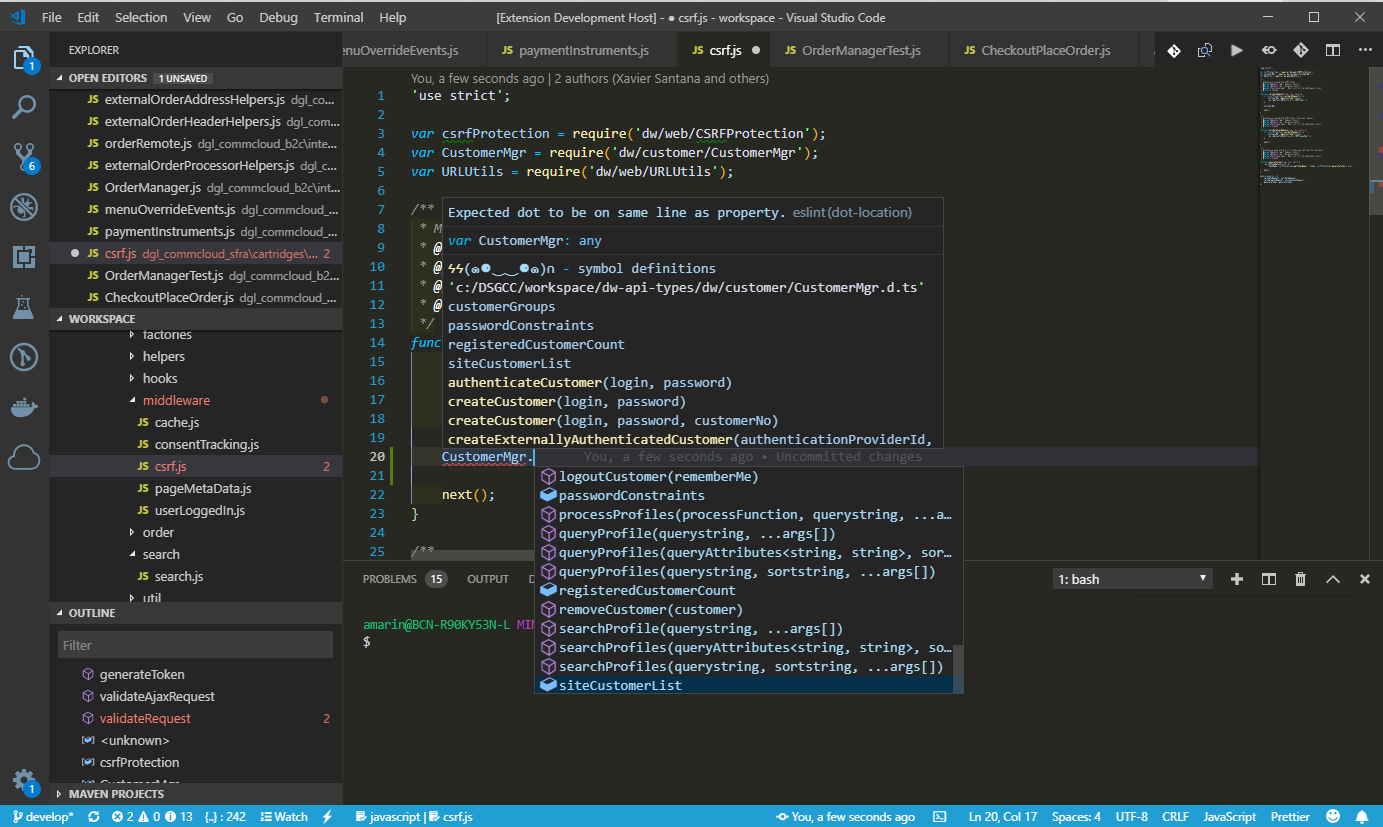 File Edit Selection View Go Debug Terminal Help [Extension Development Host] - ● csrf.js - workspace - Visual Studio Code
EXPLORER
OPEN EDITORS 1 UNSAVED
JS externalOrderAddressHelpers.js dgl_co...
JS externalOrderHeaderHelpers.js dgl_com...
JS orderRemote.js dgl_commcloud_b2c\inte...
JS externalOrderProcessorHelpers.js dgl_c...
JS OrderManager.js dgl_commcloud_b2c\int...
JS menuOverrideEvents.js dgl_commcloud_...
JS paymentInstruments.js dgl_commcloud_...
● JS csrf.js dgl_commcloud_sfra\cartridges\... 2
JS OrderManagerTest.js dgl_commcloud_b2...
JS CheckoutPlaceOrder.js dgl_commcloud_...
WORKSPACE
factories
helpers
hooks
middleware
JS cache.js
JS consentTracking.js
JS csrf.js 2
JS pageMetaData.js
JS userLoggedIn.js
order
search
JS search.js
util
OUTLINE
Filter
generateToken
validateAjaxRequest
validateRequest 2
<unknown>
csrfProtection
CustomerMgr
MAVEN PROJECTS
1
6
1
enuOverrideEvents.js JS paymentInstruments.js JS csrf.js ● JS OrderManagerTest.js JS CheckoutPlaceOrder.js
You, a few seconds ago | 2 authors (Xavier Santana and others)
1 'use strict';
2
3 var csrfProtection = require('dw/web/CSRFProtection');
4 var CustomerMgr = require('dw/customer/CustomerMgr');
5 var URLUtils = require('dw/web/URLUtils');
6
7 /**
8 * M
9 * @
10 * @
11 * @
12 * @
13 */
14 func
15
16
17
18
19
20 CustomerMgr. You, a few seconds ago • Uncommitted changes
21
22 next();
23 }
24
25 /**
Expected dot to be on same line as property. eslint(dot-location)
var CustomerMgr: any
ϟϟ(๑⚈ ‿‿ ⚈๑)∩ - symbol definitions
'c:/DSGCC/workspace/dw-api-types/dw/customer/CustomerMgr.d.ts'
customerGroups
passwordConstraints
registeredCustomerCount
siteCustomerList
authenticateCustomer(login, password)
createCustomer(login, password)
createCustomer(login, password, customerNo)
createExternallyAuthenticatedCustomer(authenticationProviderId,
logoutCustomer(rememberMe)
passwordConstraints
processProfiles(processFunction, querystring, ...a...
queryProfile(querystring, ...args[])
queryProfiles(queryAttributes<string, string>, sor...
queryProfiles(querystring, sortstring, ...args[])
registeredCustomerCount
removeCustomer(customer)
searchProfile(querystring, ...args[])
searchProfiles(queryAttributes<string, string>, so...
searchProfiles(querystring, sortstring, ...args[])
siteCustomerList
PROBLEMS 15 OUTPUT D
1: bash
amarin@BCN-R90KY53N-L MIN
$
develop* 2 0 13 {..} : 242 Watch javascript | csrf.js You, a few seconds ago Ln 20, Col 17 Spaces: 4 UTF-8 CRLF JavaScript Prettier